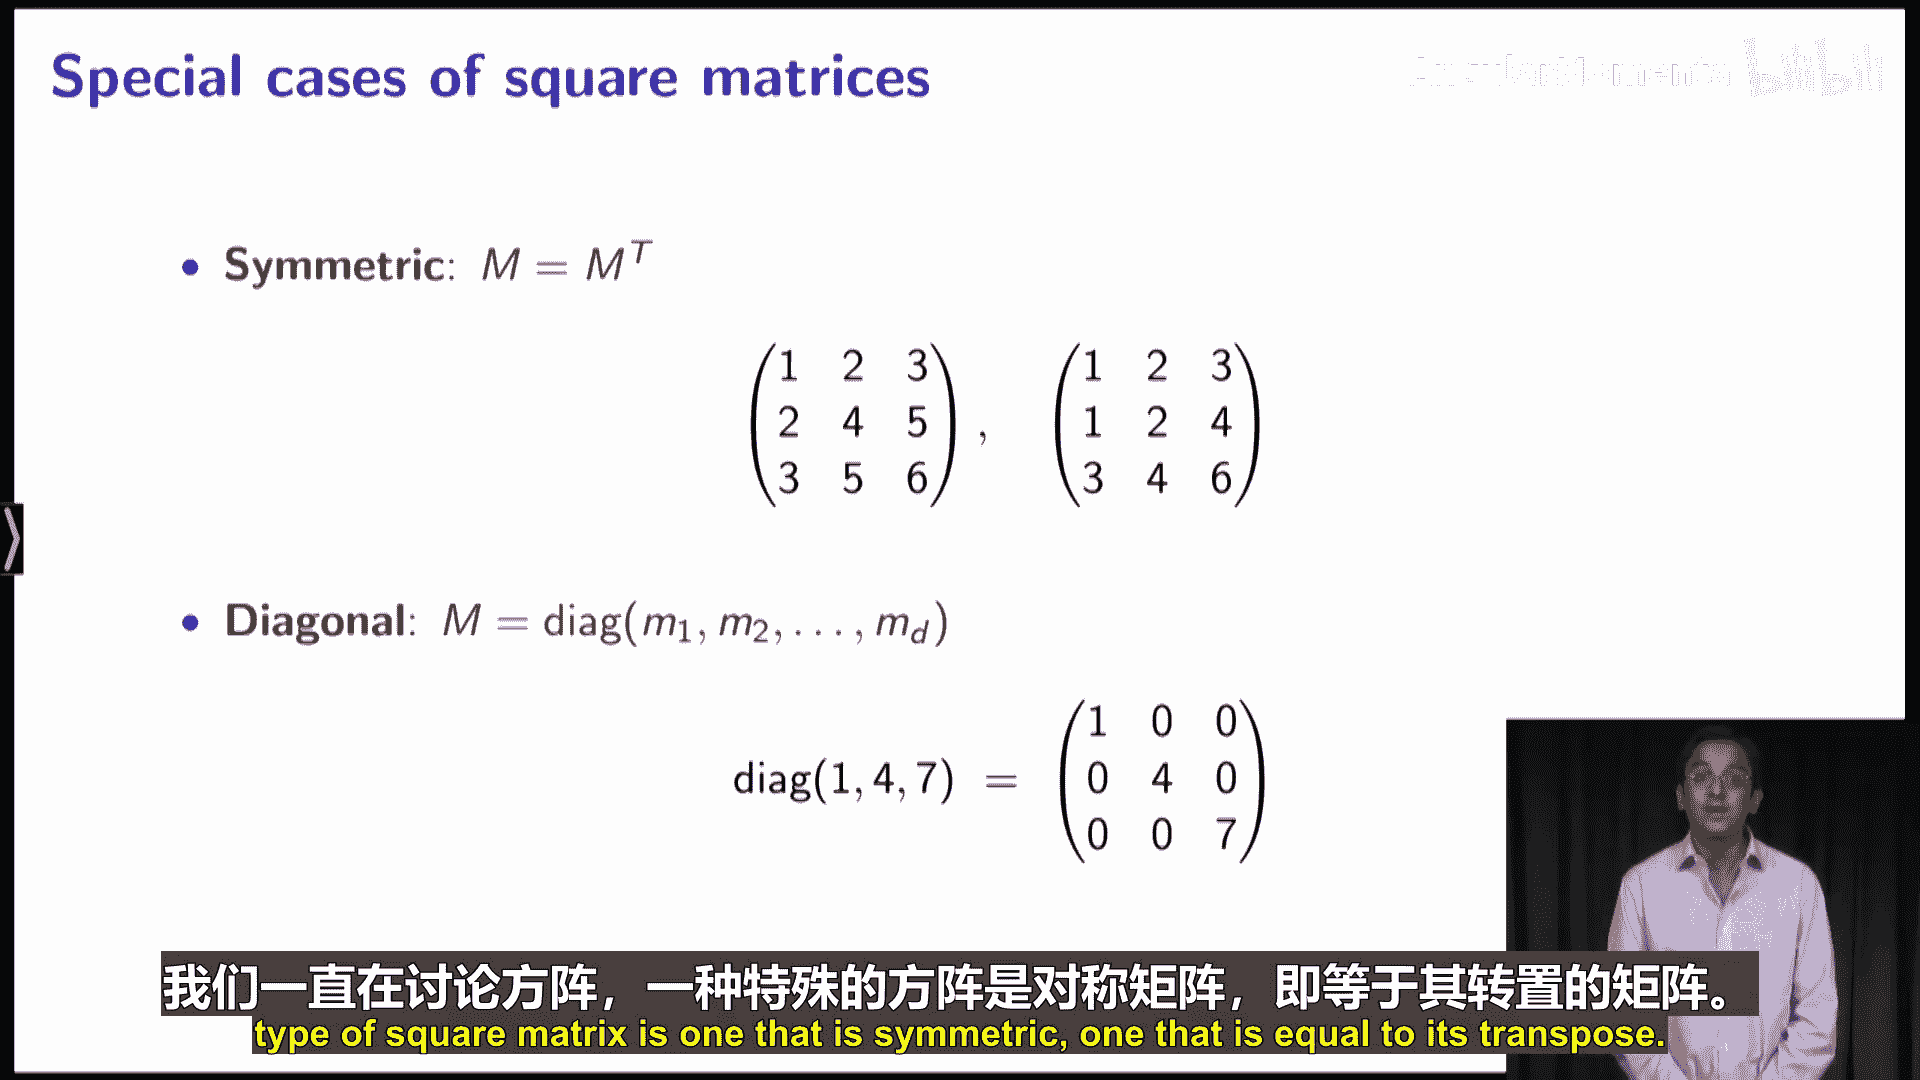 Special cases of square matrices
bilibili
• Symmetric: M = M^T
1 2 3
2 4 5
3 5 6
,
1 2 3
1 2 4
3 4 6
• Diagonal: M = diag(m₁, m₂, . . . , m_d)
diag(1, 4, 7) =
1 0 0
0 4 0
0 0 7
我们一直在讨论方阵，一种特殊的方阵是对称矩阵，即等于其转置的矩阵。
type of square matrix is one that is symmetric, one that is equal to its transpose.